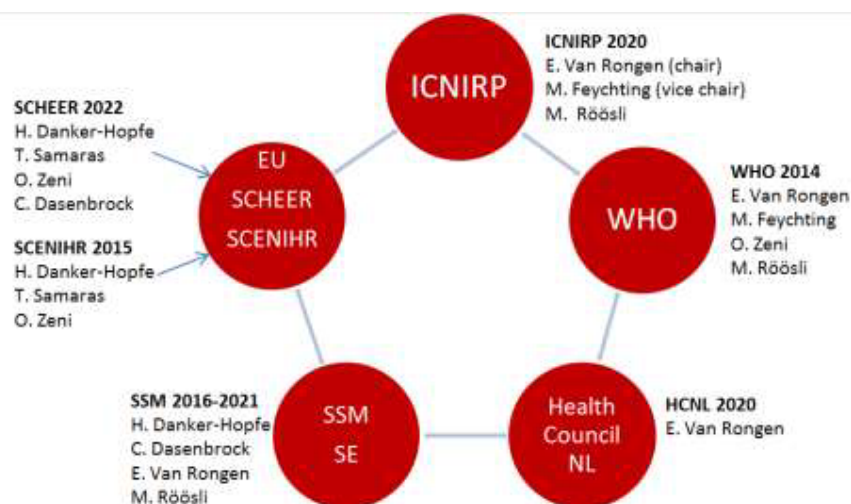 ICNIRP
ICNIRP 2020
E. Van Rongen (chair)
M. Feychting (vice chair)
M. Röösli
SCHEER 2022
H. Danker-Hopfe
T. Samaras
O. Zeni
C. Dasenbrock
EU
SCHEER
SCENIHR
SCENIHR 2015
H. Danker-Hopfe
T. Samaras
O. Zeni
WHO
WHO 2014
E. Van Rongen
M. Feychting
O. Zeni
M. Röösli
SSM 2016-2021
H. Danker-Hopfe
C. Dasenbrock
E. Van Rongen
M. Röösli
SSM
SE
Health
Council
NL
HCNL 2020
E. Van Rongen